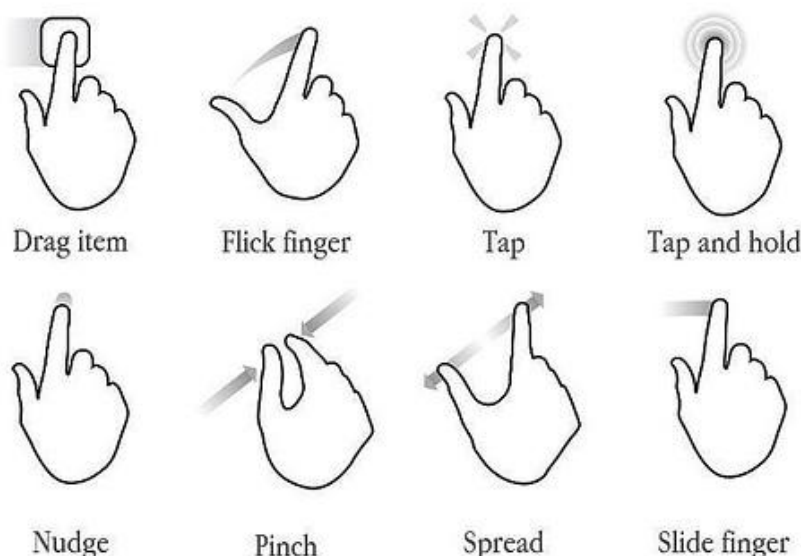 Drag item
Flick finger
Tap
Tap and hold
Nudge
Pinch
Spread
Slide finger